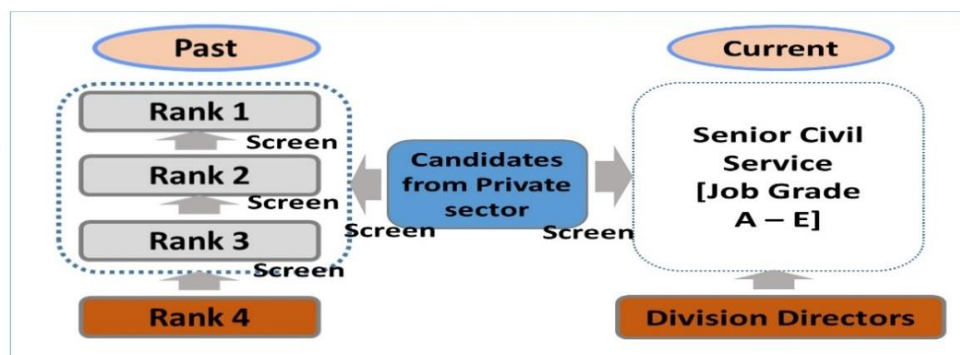 Past
Current
Rank 1
Screen
Rank 2
Screen
Rank 3
Screen
Rank 4
Candidates
from Private
sector
Screen
Screen
Senior Civil
Service
[Job Grade
A – E]
Division Directors